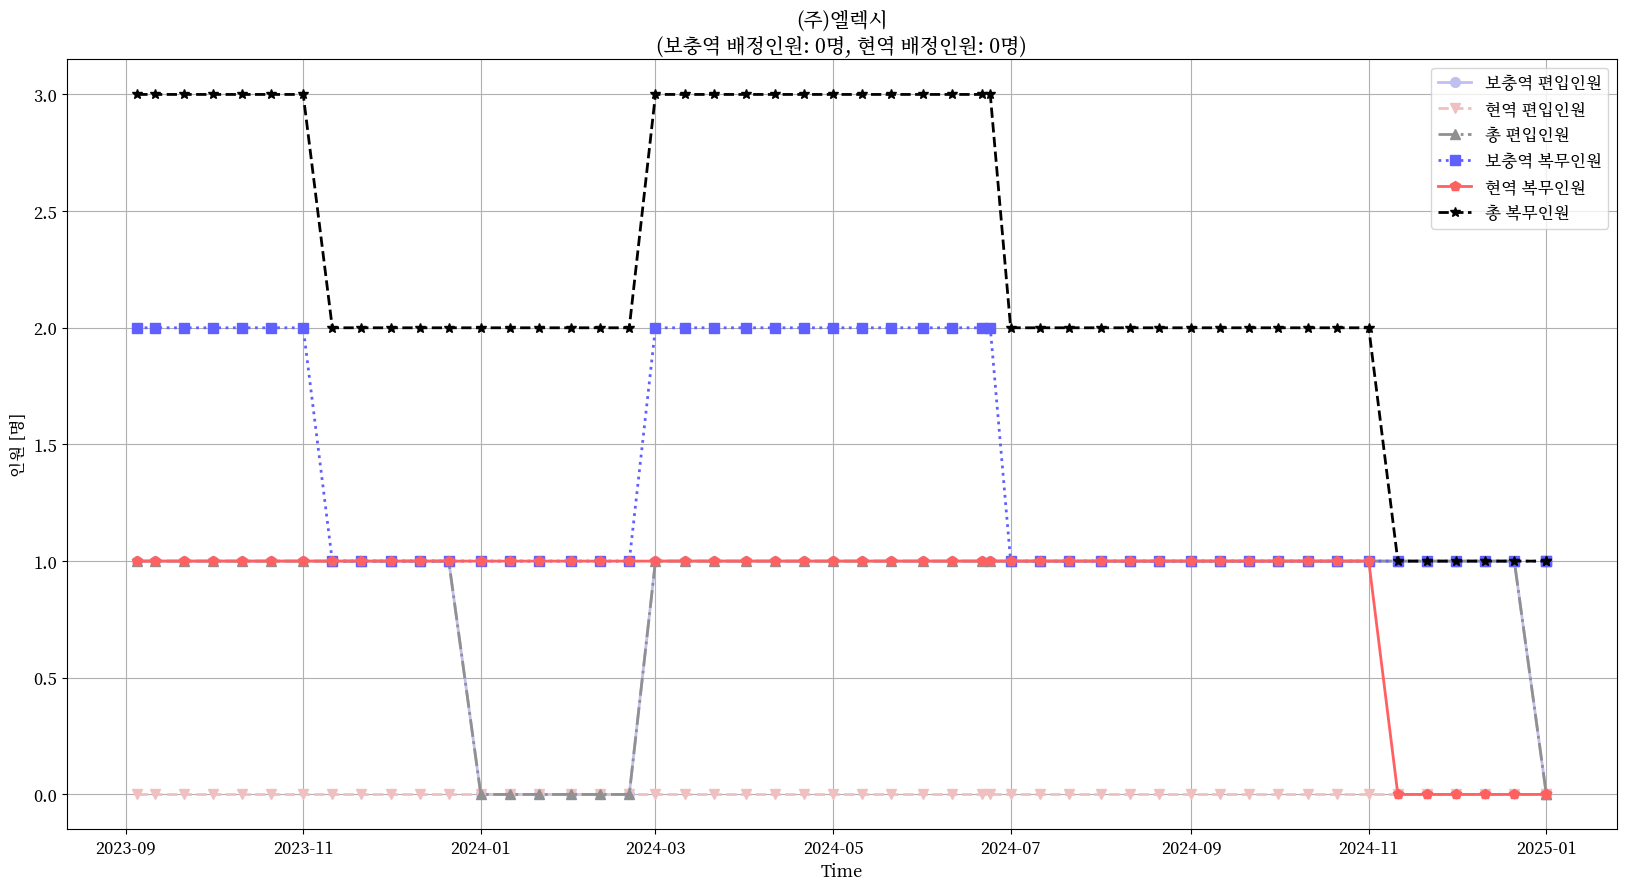 (주)엘렉시
(보충역 배정인원: 0명, 현역 배정인원: 0명)
보충역 편입인원
현역 편입인원
총 편입인원
보충역 복무인원
현역 복무인원
총 복무인원
인원 [명]
3.0
2.5
2.0
1.5
1.0
0.5
0.0
2023-09 2023-11 2024-01 2024-03 2024-05 2024-07 2024-09 2024-11 2025-01
Time